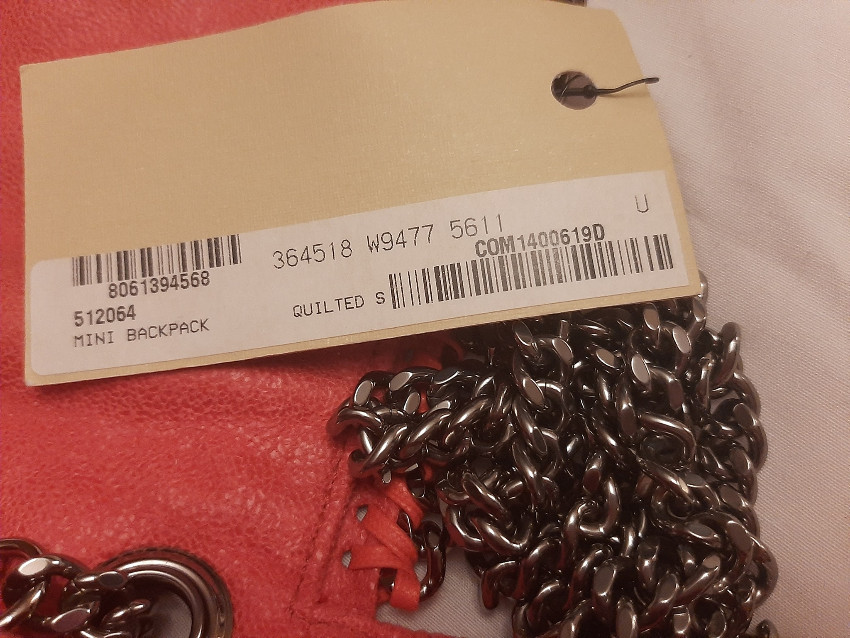 8061394568
512064
MINI BACKPACK
364518 W9477 5611
U
COM1400619D
QUILTED S